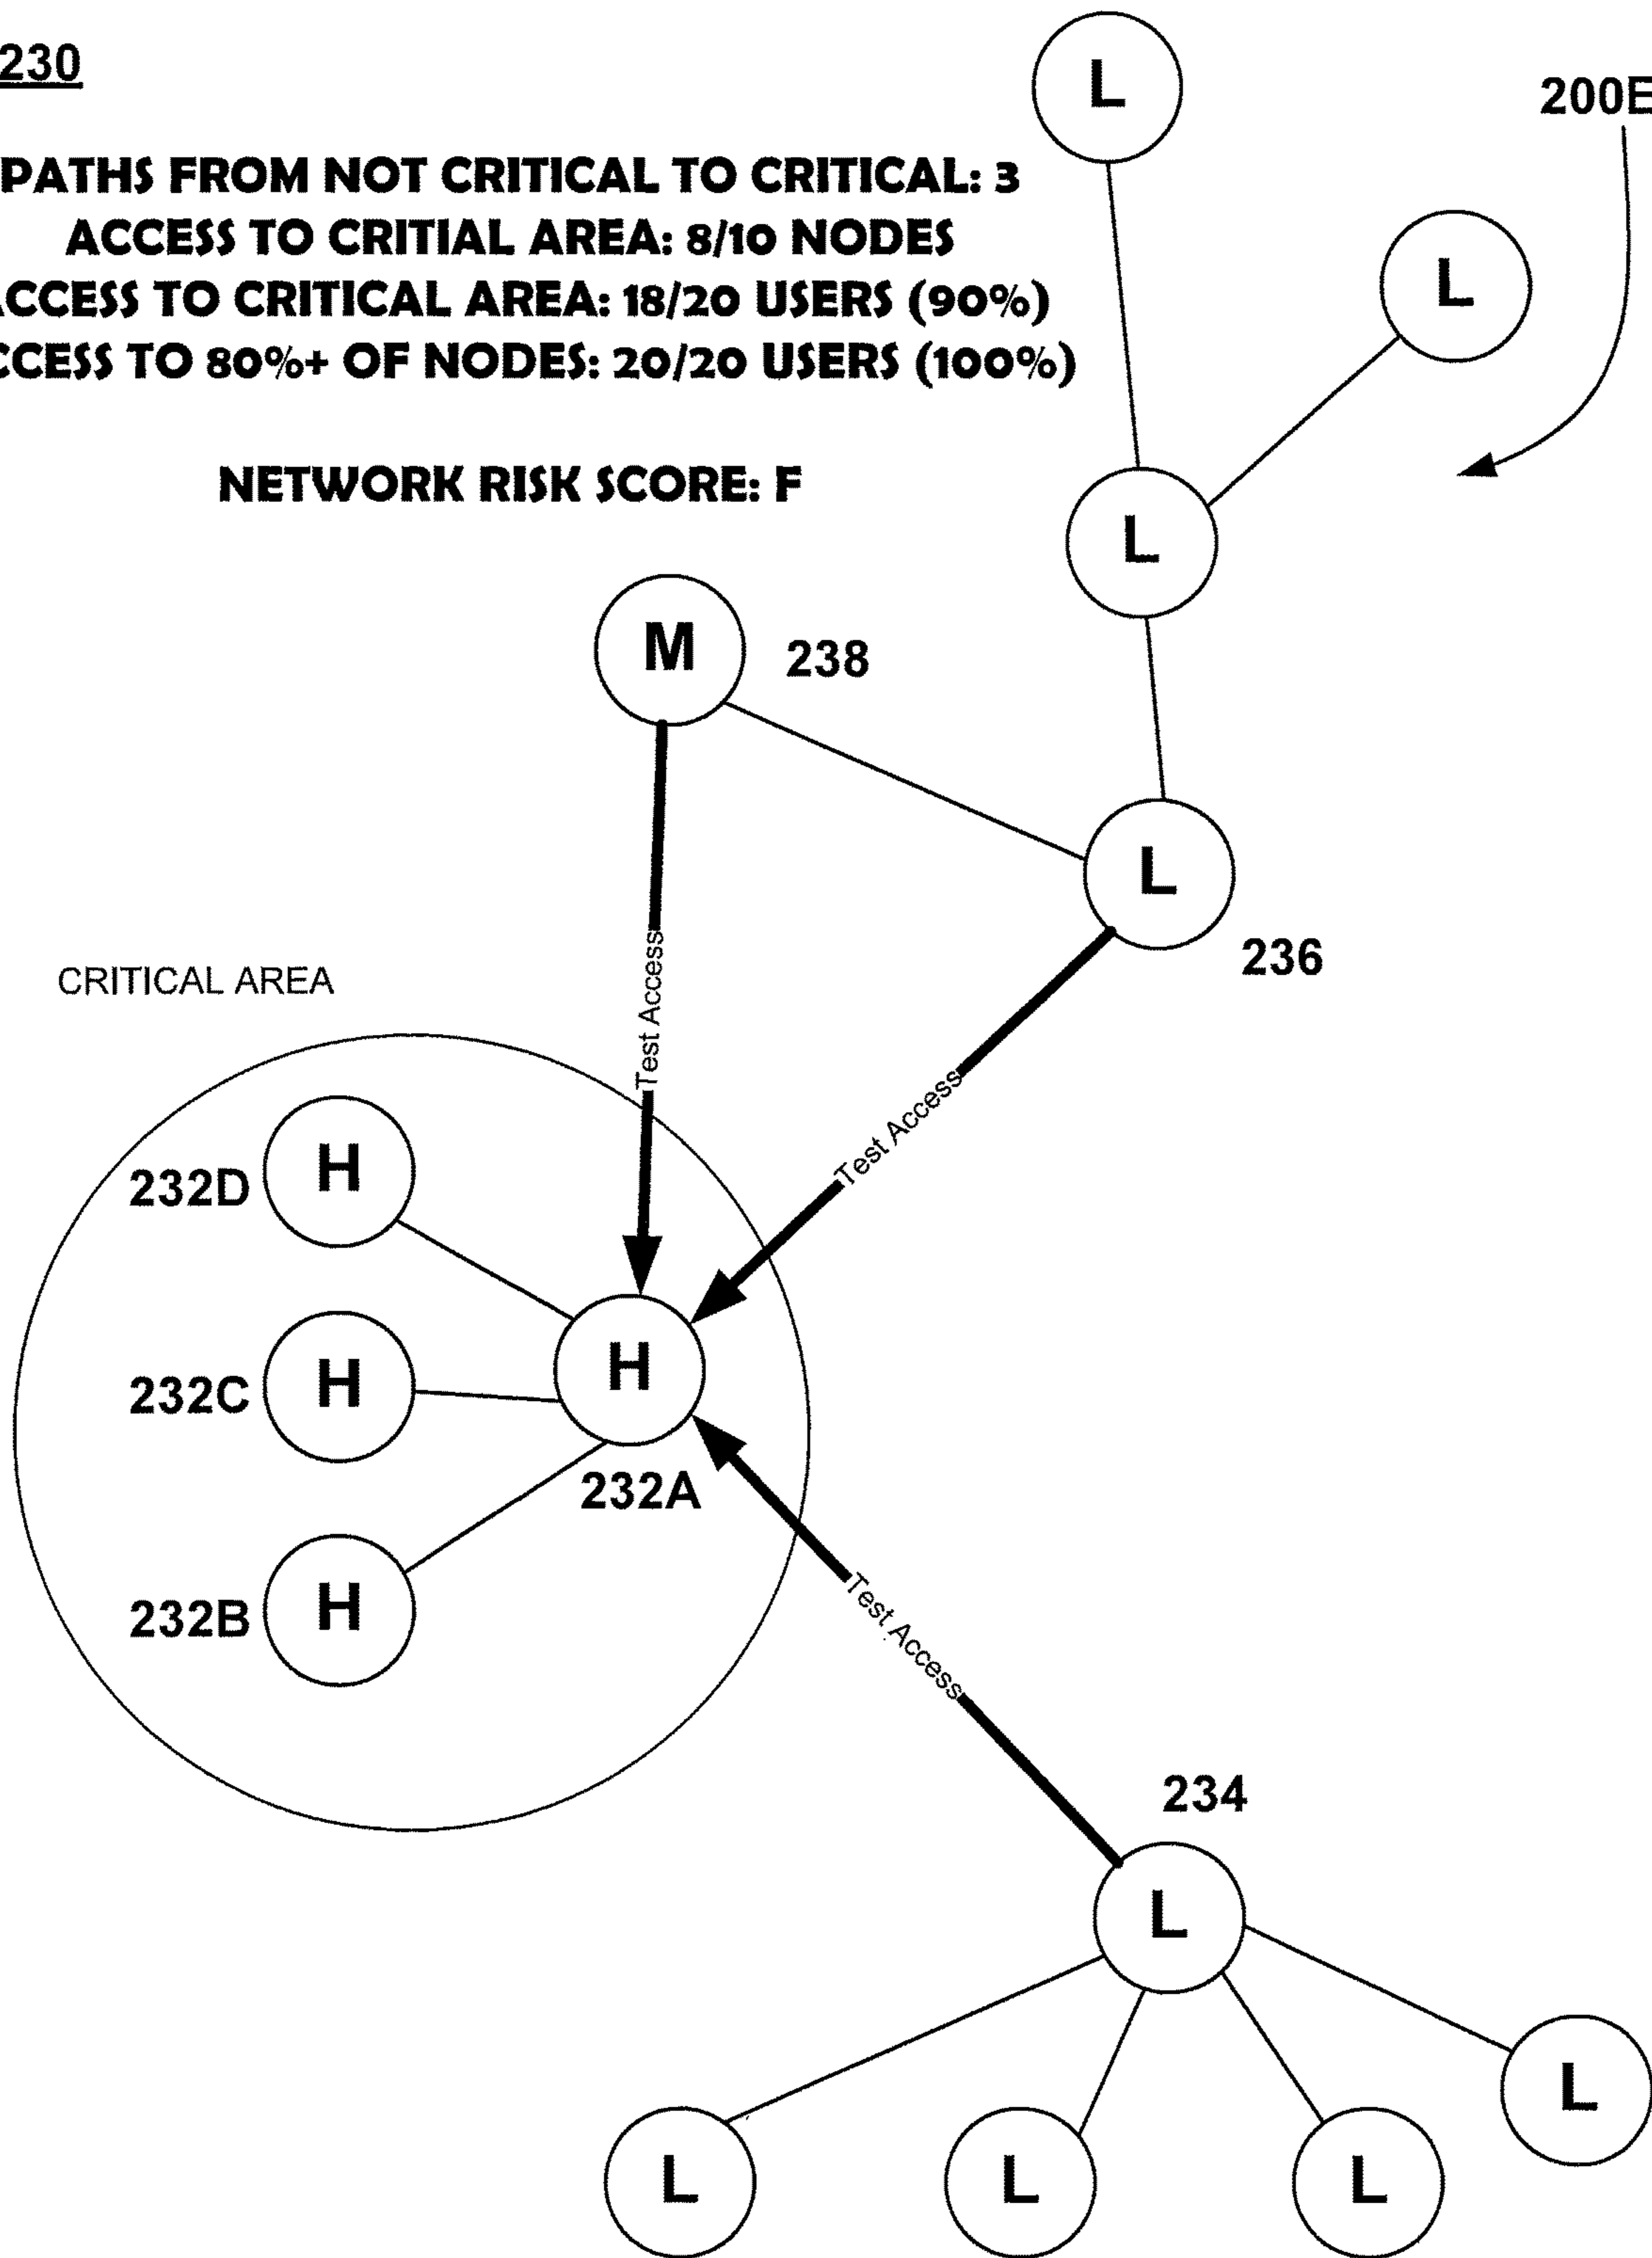 230
200E
PATHS FROM NOT CRITICAL TO CRITICAL: 3
ACCESS TO CRITIAL AREA: 8/10 NODES
ACCESS TO CRITICAL AREA: 18/20 USERS (90%)
CCESS TO 80%+ OF NODES: 20/20 USERS (100%)
NETWORK RISK SCORE: F
L
L
L
M
238
L
236
Test Access
Test Access
CRITICAL AREA
232D
H
232C
H
H
232A
232B
H
Test Access
234
L
L
L
L
L